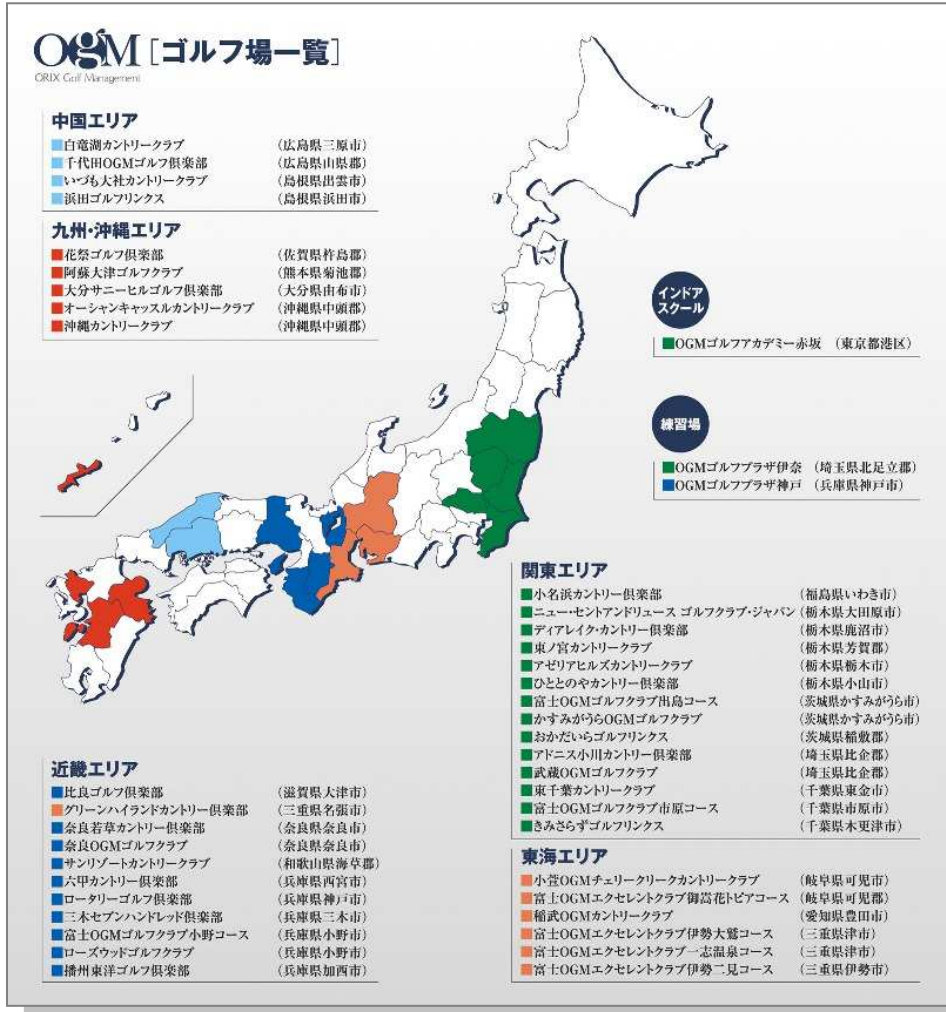 OGM [ゴルフ場一覧]
ORIX Golf Management
中国エリア
白竜湖カントリークラブ (広島県三原市)
千代田OGMゴルフ倶楽部 (広島県山県郡)
いづも大社カントリークラブ (島根県出雲市)
浜田ゴルフリンクス (島根県浜田市)
九州・沖縄エリア
花祭ゴルフ倶楽部 (佐賀県杵島郡)
阿蘇大津ゴルフクラブ (熊本県菊池郡)
大分サニーヒルゴルフ倶楽部 (大分県由布市)
オーシャンキャッスルカントリークラブ (沖縄県中頭郡)
沖縄カントリークラブ (沖縄県中頭郡)
インドア
スクール
OGMゴルフアカデミー赤坂 (東京都港区)
練習場
OGMゴルフプラザ伊奈 (埼玉県北足立郡)
OGMゴルフプラザ神戸 (兵庫県神戸市)
関東エリア
小名浜カントリー倶楽部 (福島県いわき市)
ニュー・セントアンドリュース ゴルフクラブ・ジャパン (栃木県大田原市)
ディアレイク・カントリー倶楽部 (栃木県鹿沼市)
東ノ宮カントリークラブ (栃木県芳賀郡)
アゼリアヒルズカントリークラブ (栃木県栃木市)
ひととのやカントリー倶楽部 (栃木県小山市)
富士OGMゴルフクラブ出島コース (茨城県かすみがうら市)
かすみがうらOGMゴルフクラブ (茨城県かすみがうら市)
おかだいらゴルフリンクス (茨城県稲敷郡)
アドニス小川カントリー倶楽部 (埼玉県比企郡)
武蔵OGMゴルフクラブ (埼玉県比企郡)
東千葉カントリークラブ (千葉県東金市)
富士OGMゴルフクラブ市原コース (千葉県市原市)
きみさらずゴルフリンクス (千葉県木更津市)
近畿エリア
比良ゴルフ倶楽部 (滋賀県大津市)
グリーンハイランドカントリー倶楽部 (三重県名張市)
奈良若草カントリー倶楽部 (奈良県奈良市)
奈良OGMゴルフクラブ (奈良県奈良市)
サンリゾートカントリークラブ (和歌山県海草郡)
六甲カントリー倶楽部 (兵庫県西宮市)
ロータリーゴルフ倶楽部 (兵庫県神戸市)
三木セブンハンドレッド倶楽部 (兵庫県三木市)
富士OGMゴルフクラブ小野コース (兵庫県小野市)
ローズウッドゴルフクラブ (兵庫県小野市)
播州東洋ゴルフ倶楽部 (兵庫県加西市)
東海エリア
小萱OGMチェリークリークカントリークラブ (岐阜県可児市)
富士OGMエクセレントクラブ御嵩花トピアコース (岐阜県可児郡)
稲武OGMカントリークラブ (愛知県豊田市)
富士OGMエクセレントクラブ伊勢大鷲コース (三重県津市)
富士OGMエクセレントクラブ一志温泉コース (三重県津市)
富士OGMエクセレントクラブ伊勢二見コース (三重県伊勢市)